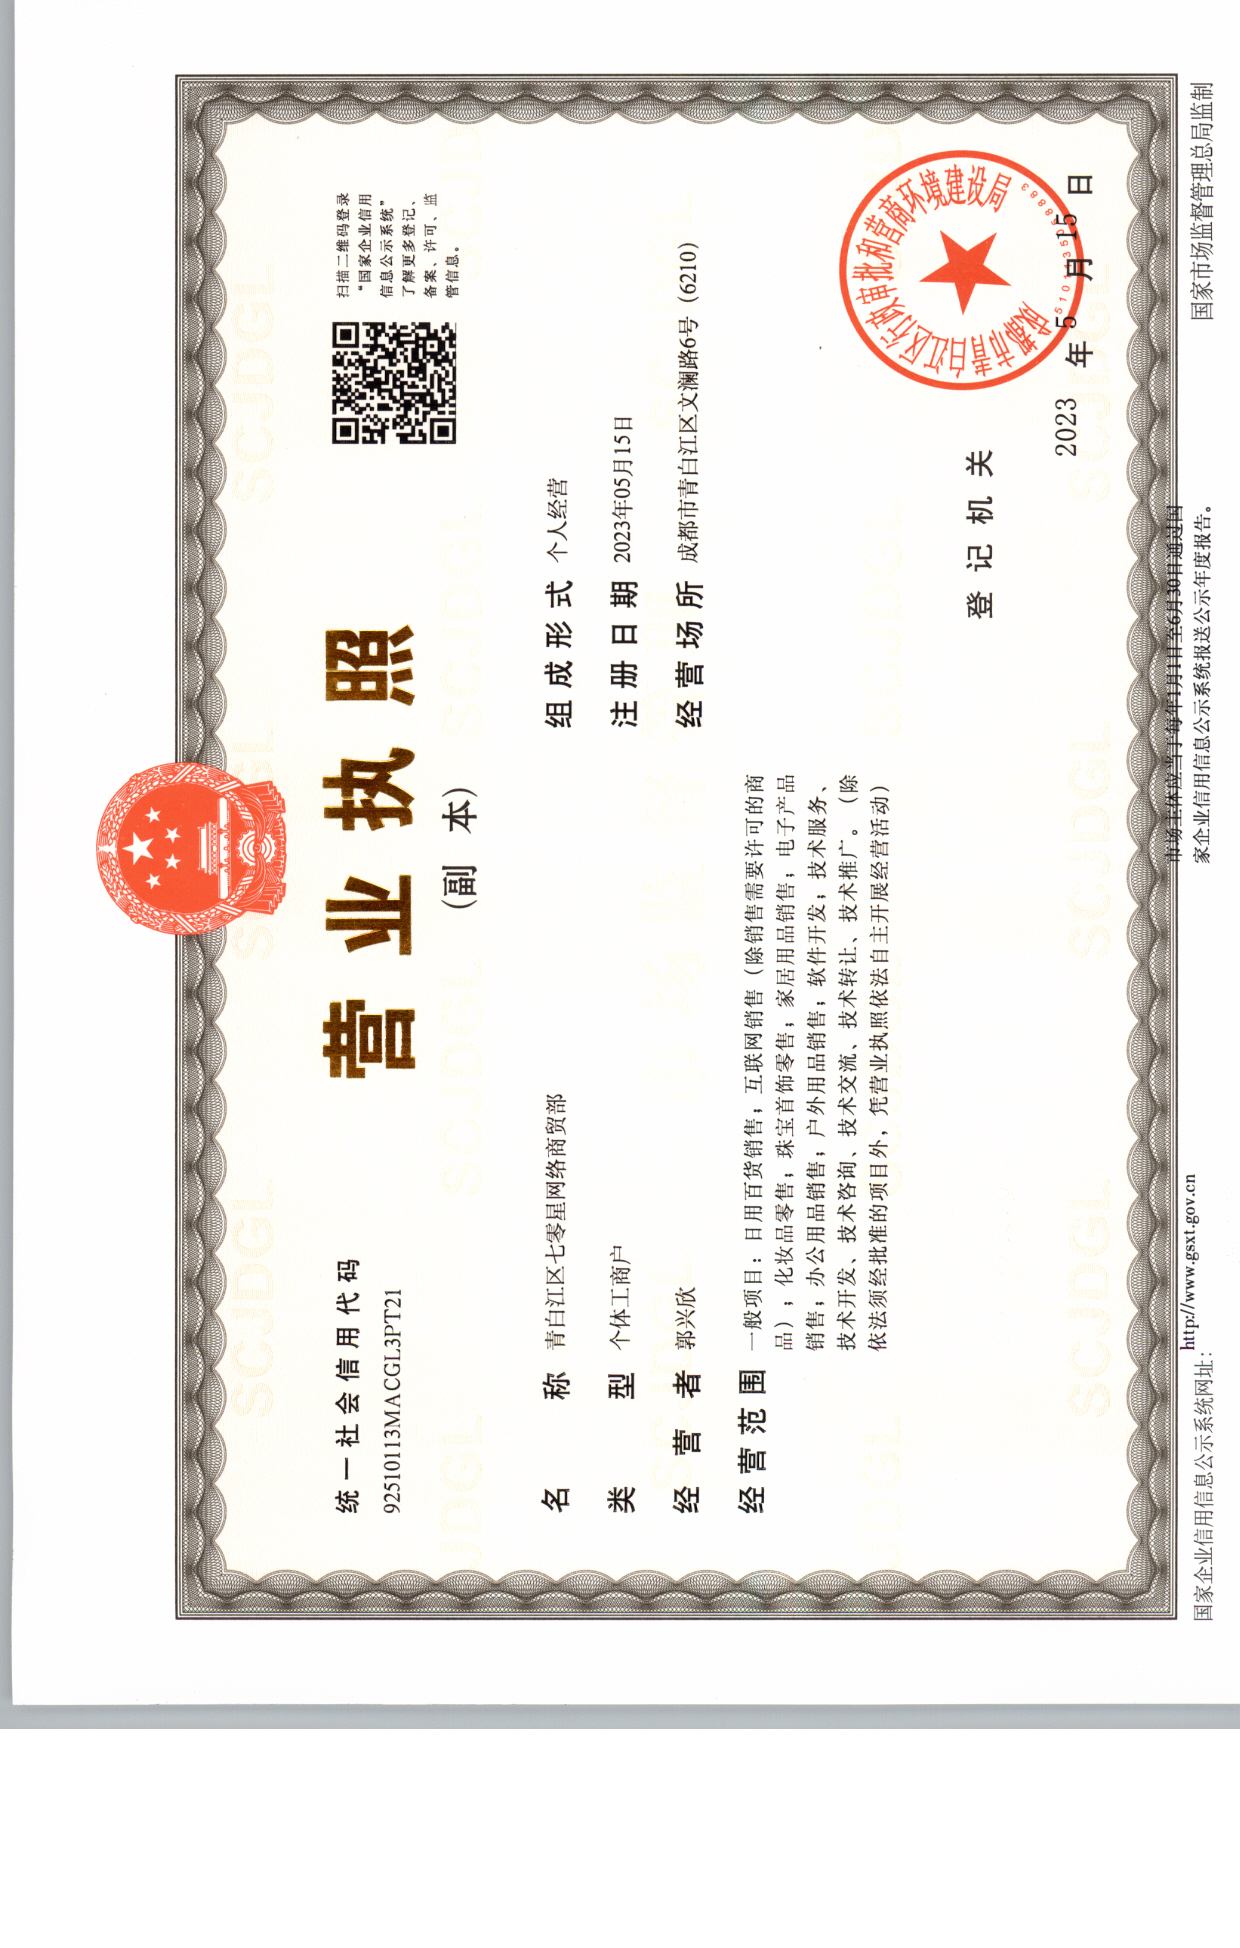 营业执照
(副 本)
统一社会信用代码
92510113MACGL3PT21
扫描二维码登录
“国家企业信用
信息公示系统”
了解更多登记、
备案、许可、监
管信息。
名 称 青白江区七零星网络商贸部
类 型 个体工商户
经 营 者 郭兴欣
经营范围 一般项目：日用百货销售；互联网销售（除销售需要许可的商
品）；化妆品零售；珠宝首饰零售；家居用品销售；电子产品
销售；办公用品销售；户外用品销售；软件开发；技术服务、
技术开发、技术咨询、技术交流、技术转让、技术推广。（除
依法须经批准的项目外，凭营业执照依法自主开展经营活动）
组成形式 个人经营
注册日期 2023年05月15日
经营场所 成都市青白江区文澜路6号（6210）
登记机关
成都市青白江区行政审批和营商环境建设局
2023 年 5 月 15 日
国家企业信用信息公示系统网址：
http://www.gsxt.gov.cn
市场主体应当于每年1月1日至6月30日通过国
家企业信用信息公示系统报送公示年度报告。
国家市场监督管理总局监制
SCJDGL